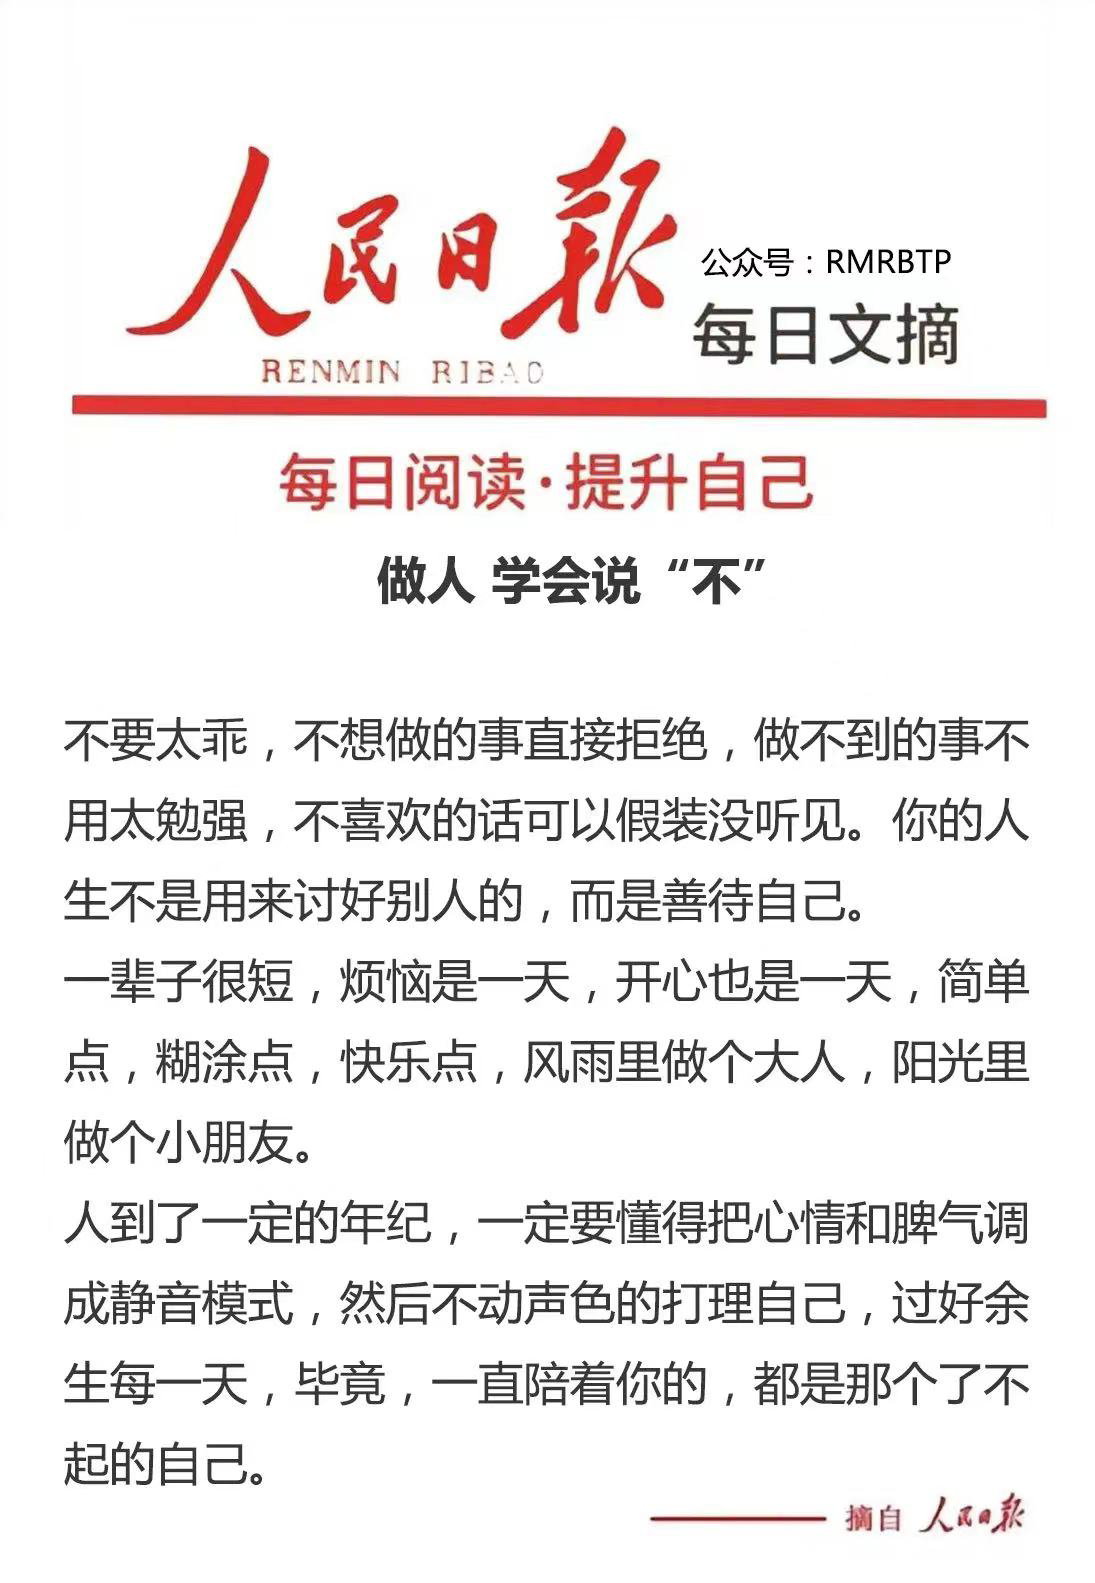 人民日报
公众号：RMRBTP
每日文摘
RENMIN RIBAO
每日阅读·提升自己
做人 学会说“不”
不要太乖，不想做的事直接拒绝，做不到的事不
用太勉强，不喜欢的话可以假装没听见。你的人
生不是用来讨好别人的，而是善待自己。
一辈子很短，烦恼是一天，开心也是一天，简单
点，糊涂点，快乐点，风雨里做个大人，阳光里
做个小朋友。
人到了一定的年纪，一定要懂得把心情和脾气调
成静音模式，然后不动声色的打理自己，过好余
生每一天，毕竟，一直陪着你的，都是那个了不
起的自己。
摘自 人民日报